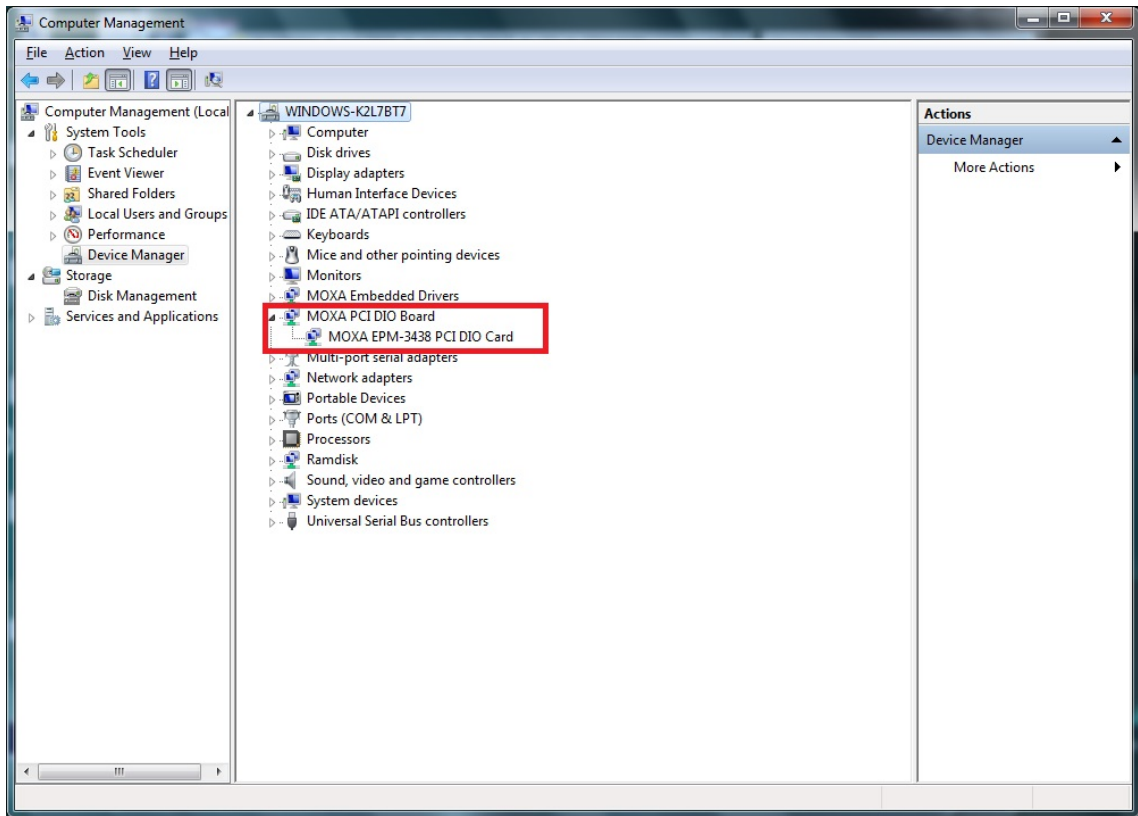 Computer Management
File Action View Help
Computer Management (Local
System Tools
Task Scheduler
Event Viewer
Shared Folders
Local Users and Groups
Performance
Device Manager
Storage
Disk Management
Services and Applications
WINDOWS-K2L7BT7
Computer
Disk drives
Display adapters
Human Interface Devices
IDE ATA/ATAPI controllers
Keyboards
Mice and other pointing devices
Monitors
MOXA Embedded Drivers
MOXA PCI DIO Board
MOXA EPM-3438 PCI DIO Card
Multi-port serial adapters
Network adapters
Portable Devices
Ports (COM & LPT)
Processors
Ramdisk
Sound, video and game controllers
System devices
Universal Serial Bus controllers
Actions
Device Manager
More Actions